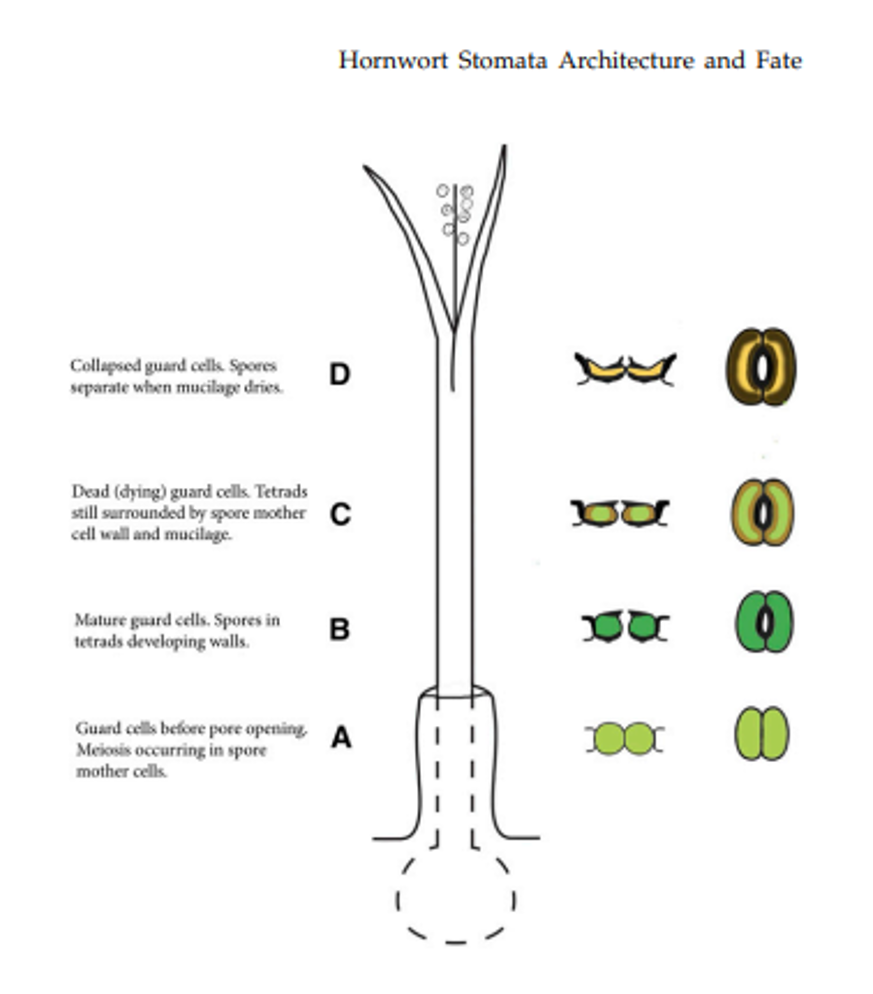 Hornwort Stomata Architecture and Fate
Collapsed guard cells. Spores
separate when mucilage dries.
D
Dead (dying) guard cells. Tetrads
still surrounded by spore mother
cell wall and mucilage.
C
Mature guard cells. Spores in
tetrads developing walls.
B
Guard cells before pore opening.
Meiosis occurring in spore
mother cells.
A